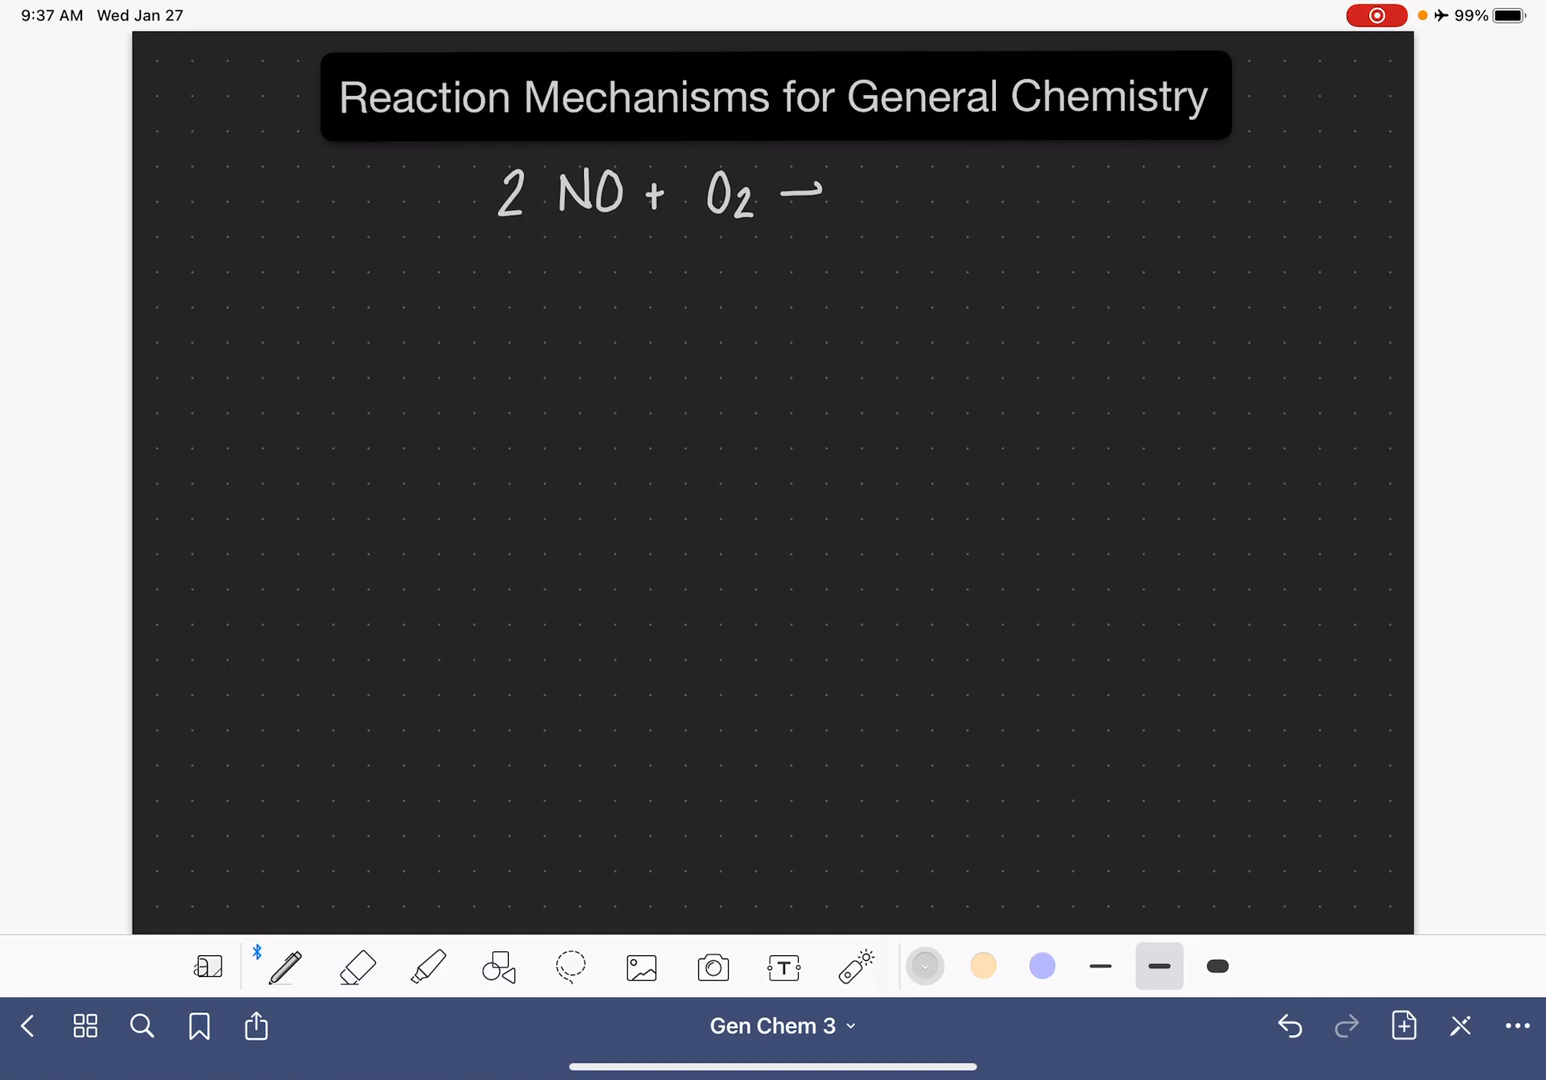 9:37 AM Wed Jan 27 99%
Reaction Mechanisms for General Chemistry
2 NO + O₂ →
T
Gen Chem 3